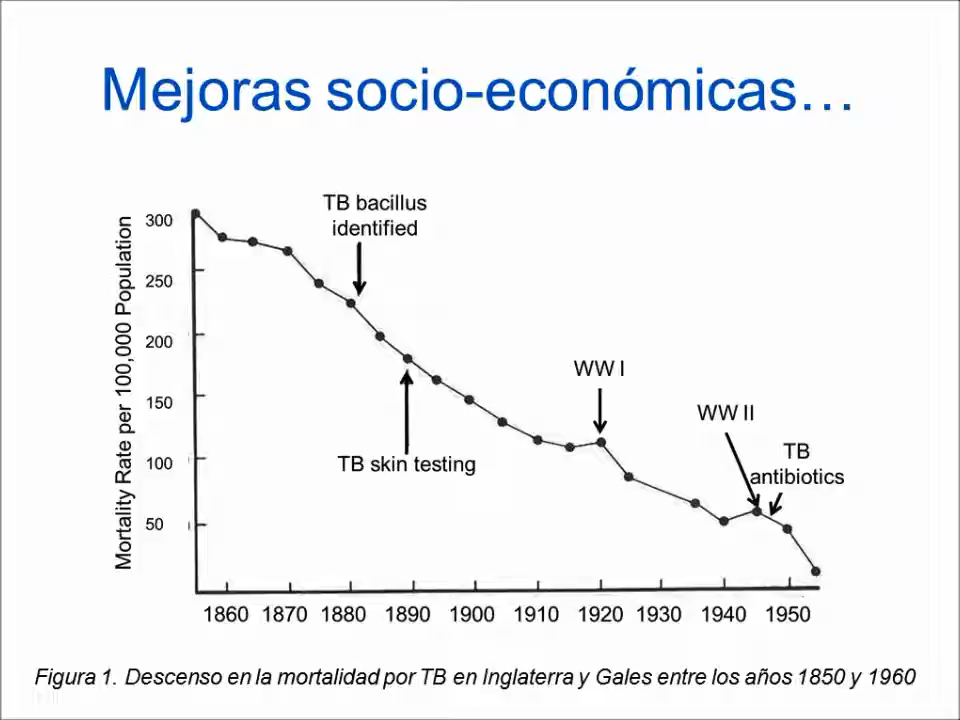 Mejoras socio-económicas…
TB bacillus
identified
300
250
200
150
100
50
Mortality Rate per 100,000 Population
WW I
WW II
TB
antibiotics
TB skin testing
1860 1870 1880 1890 1900 1910 1920 1930 1940 1950
Figura 1. Descenso en la mortalidad por TB en Inglaterra y Gales entre los años 1850 y 1960